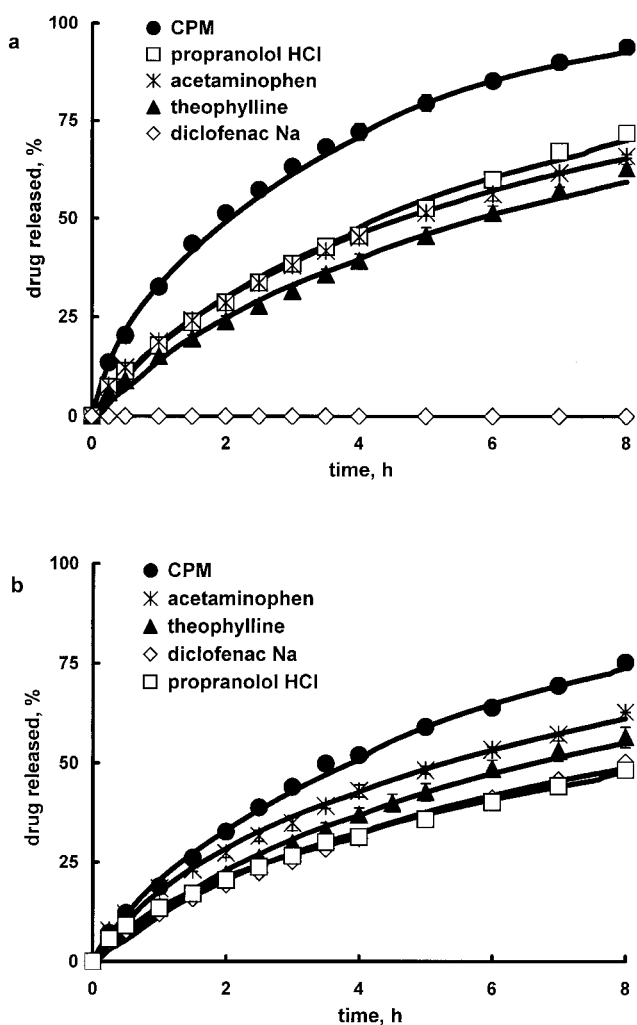 a
100
75
50
25
0
drug released, %
CPM
propranolol HCl
acetaminophen
theophylline
diclofenac Na
0 2 4 6 8
time, h
b
100
75
50
25
0
drug released, %
CPM
acetaminophen
theophylline
diclofenac Na
propranolol HCl
0 2 4 6 8
time, h